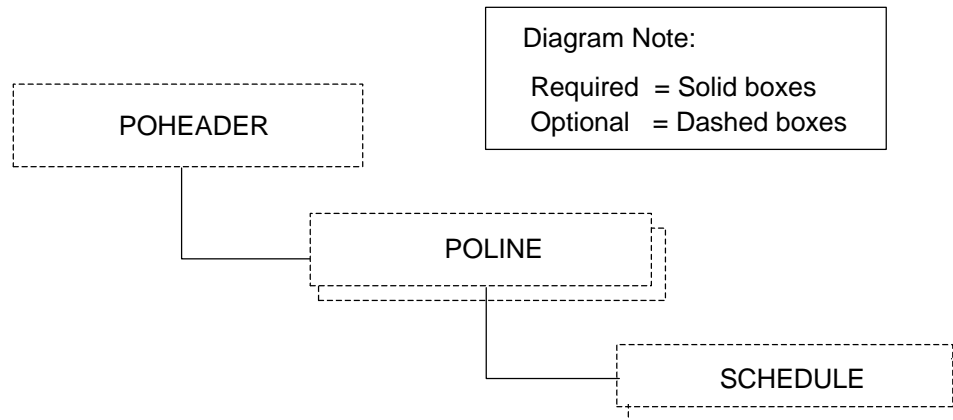 Diagram Note:
Required = Solid boxes
Optional = Dashed boxes
POHEADER
POLINE
SCHEDULE